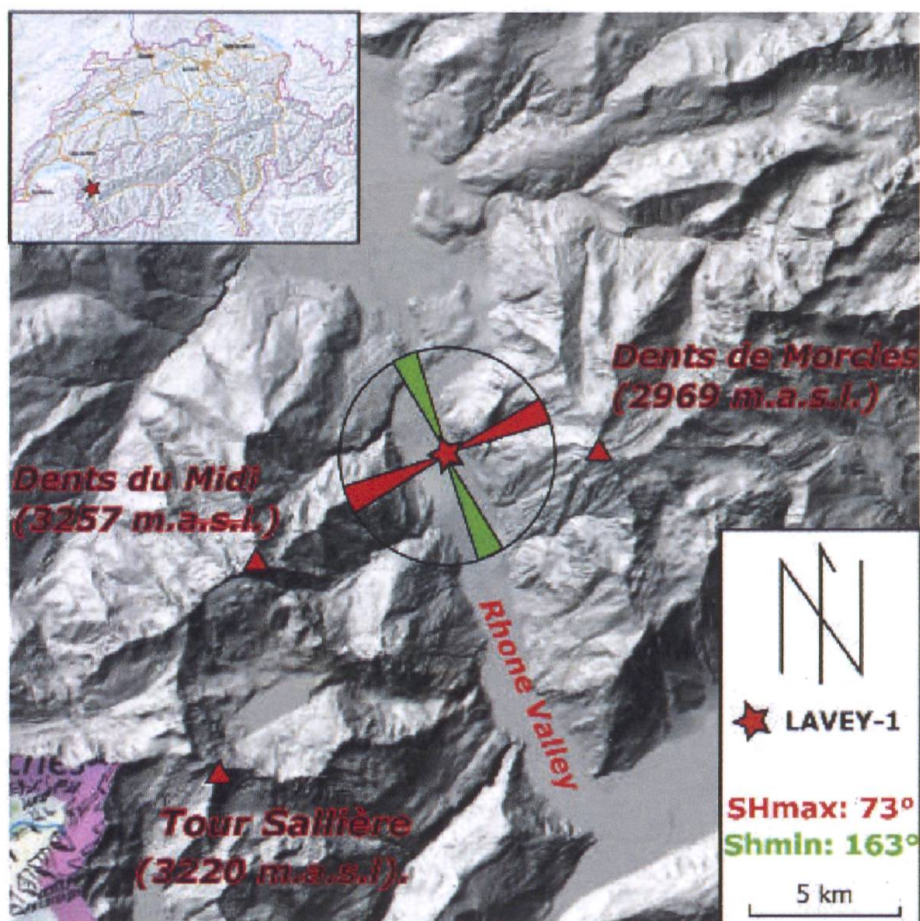 Dents de Morcles
(2969 m.a.s.l.)
Dents du Midi
(3257 m.a.s.l.)
Rhone Valley
Tour Sallière
(3220 m.a.s.l).
N
LAVEY-1
SHmax: 73°
Shmin: 163°
5 km